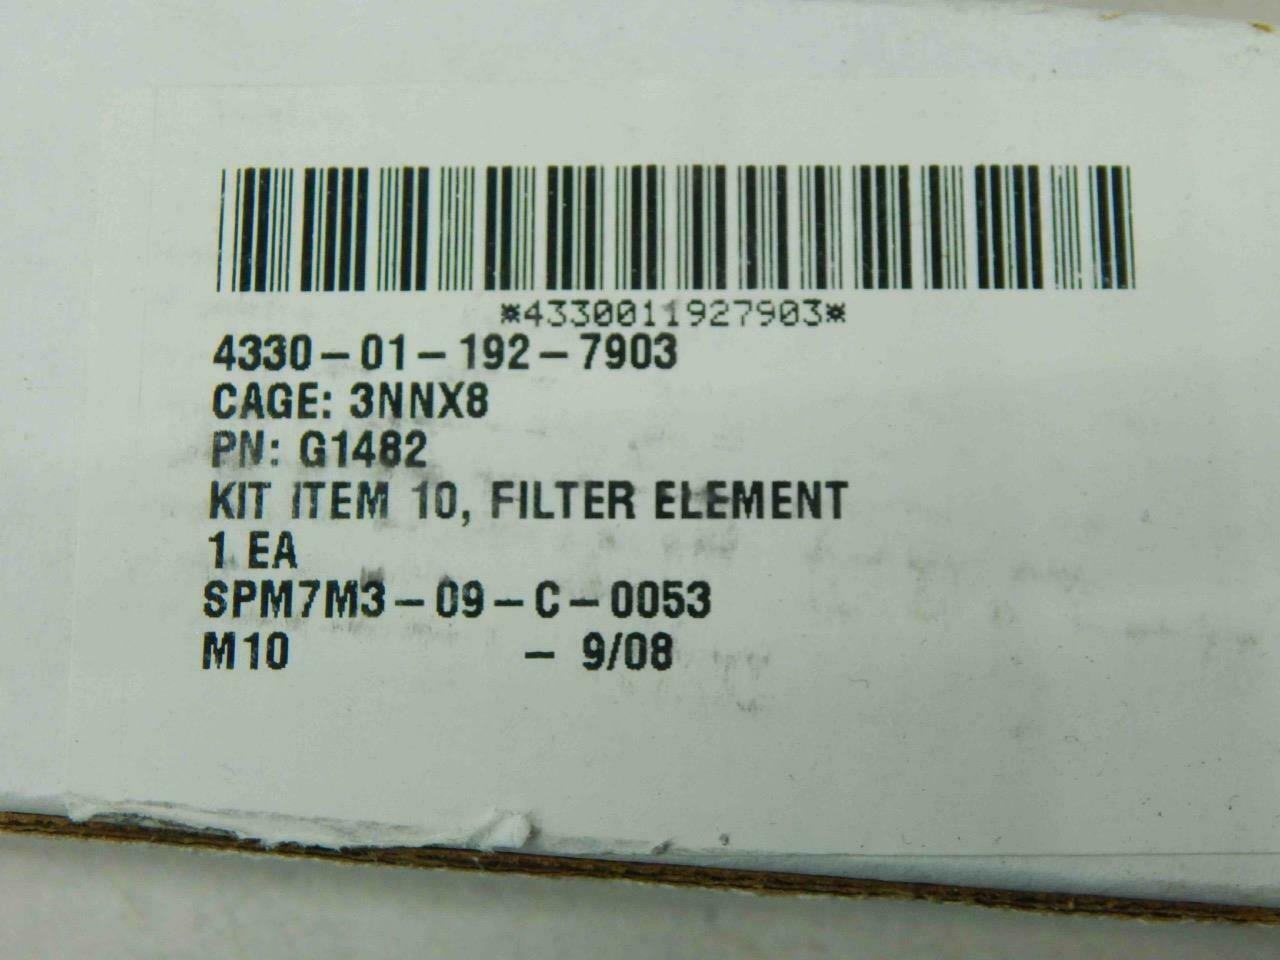 *4330011927903*
4330-01-192-7903
CAGE: 3NNX8
PN: G1482
KIT ITEM 10, FILTER ELEMENT
1 EA
SPM7M3-09-C-0053
M10 - 9/08